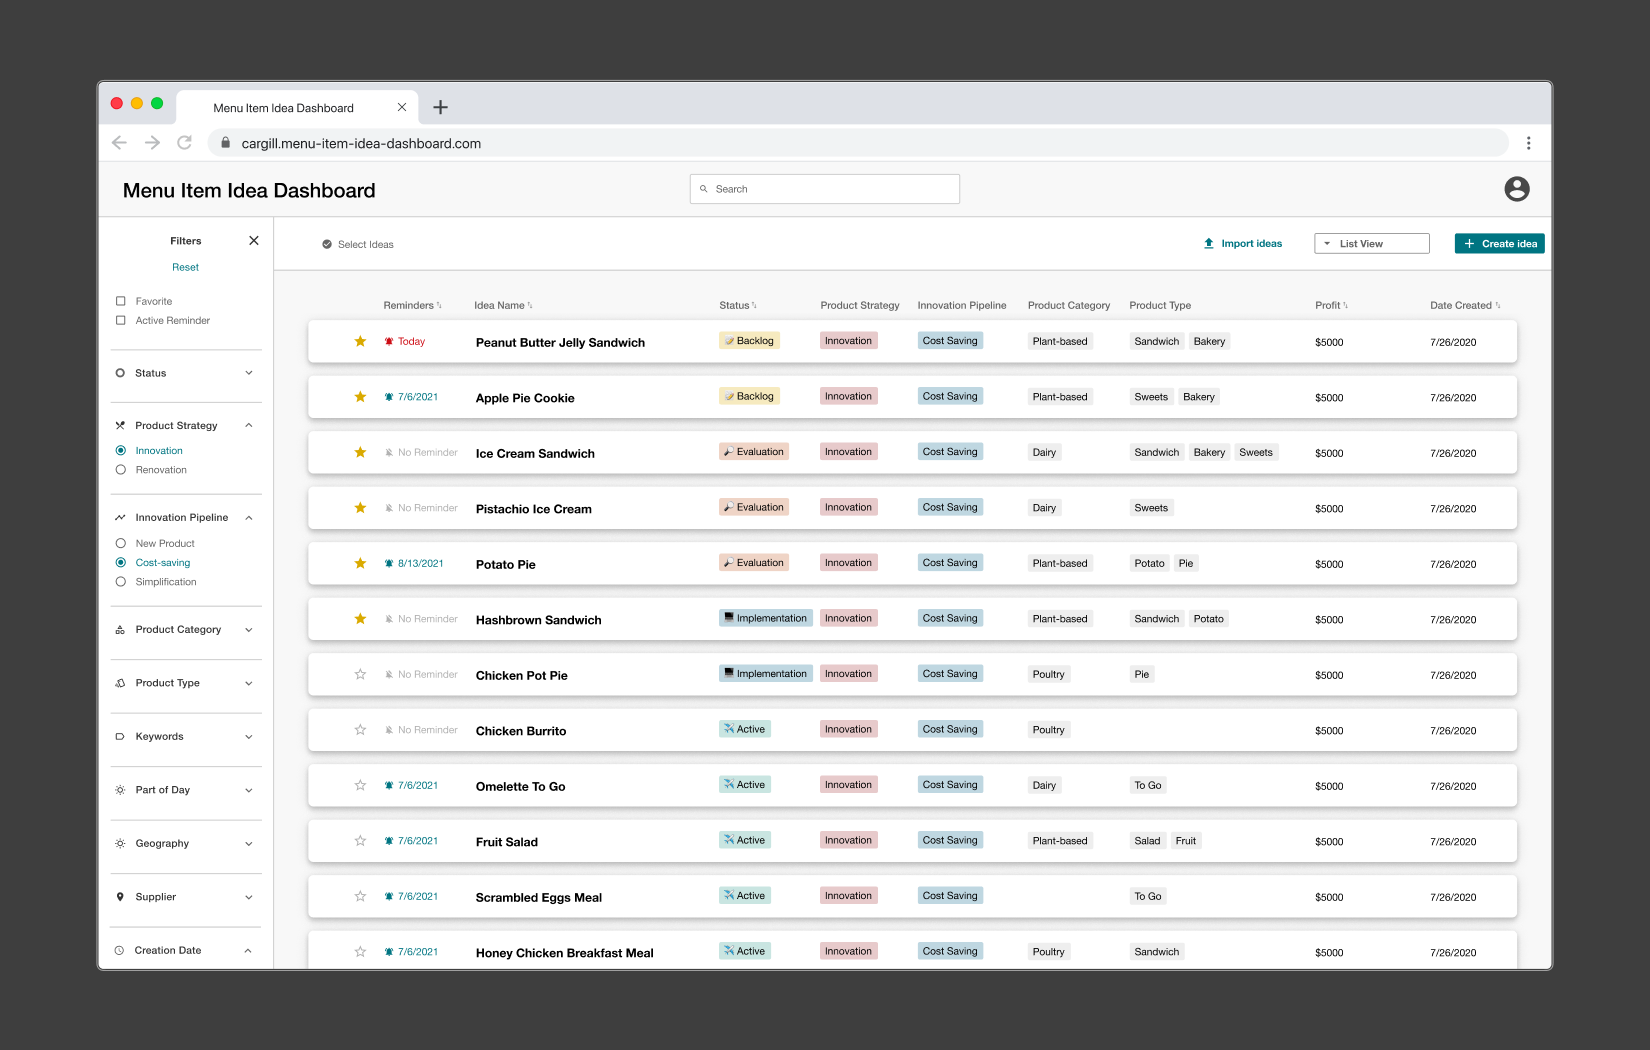 Menu Item Idea Dashboard
cargill.menu-item-idea-dashboard.com
Menu Item Idea Dashboard
Search
Filters
Reset
Favorite
Active Reminder
Status
Product Strategy
Innovation
Renovation
Innovation Pipeline
New Product
Cost-saving
Simplification
Product Category
Product Type
Keywords
Part of Day
Geography
Supplier
Creation Date
Select Ideas
Import ideas
List View
Create idea
Reminders Idea Name Status Product Strategy Innovation Pipeline Product Category Product Type Profit Date Created
Today Peanut Butter Jelly Sandwich Backlog Innovation Cost Saving Plant-based Sandwich Bakery $5000 7/26/2020
7/6/2021 Apple Pie Cookie Backlog Innovation Cost Saving Plant-based Sweets Bakery $5000 7/26/2020
No Reminder Ice Cream Sandwich Evaluation Innovation Cost Saving Dairy Sandwich Bakery Sweets $5000 7/26/2020
No Reminder Pistachio Ice Cream Evaluation Innovation Cost Saving Dairy Sweets $5000 7/26/2020
8/13/2021 Potato Pie Evaluation Innovation Cost Saving Plant-based Potato Pie $5000 7/26/2020
No Reminder Hashbrown Sandwich Implementation Innovation Cost Saving Plant-based Sandwich Potato $5000 7/26/2020
No Reminder Chicken Pot Pie Implementation Innovation Cost Saving Poultry Pie $5000 7/26/2020
No Reminder Chicken Burrito Active Innovation Cost Saving Poultry $5000 7/26/2020
7/6/2021 Omelette To Go Active Innovation Cost Saving Dairy To Go $5000 7/26/2020
7/6/2021 Fruit Salad Active Innovation Cost Saving Plant-based Salad Fruit $5000 7/26/2020
7/6/2021 Scrambled Eggs Meal Active Innovation Cost Saving To Go $5000 7/26/2020
7/6/2021 Honey Chicken Breakfast Meal Active Innovation Cost Saving Poultry Sandwich $5000 7/26/2020